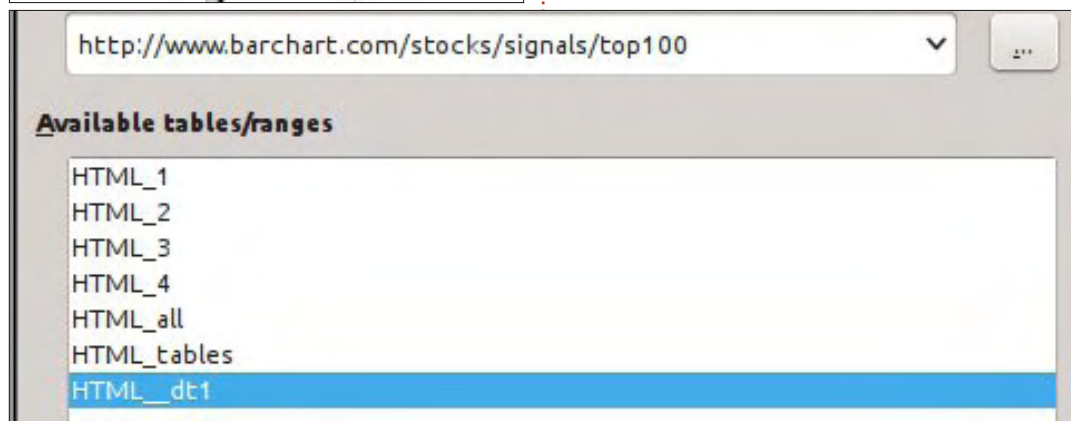 http://www.barchart.com/stocks/signals/top100
...
Available tables/ranges
HTML_1
HTML_2
HTML_3
HTML_4
HTML_all
HTML_tables
HTML__dt1